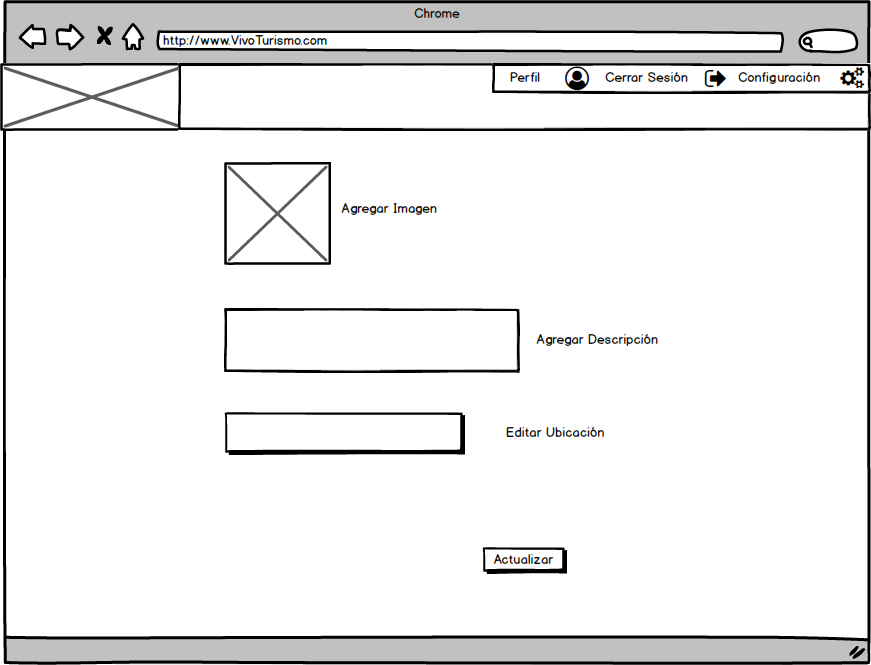 Chrome
http://www.VivoTurismo.com
Perfil Cerrar Sesión Configuración
Agregar Imagen
Agregar Descripción
Editar Ubicación
Actualizar